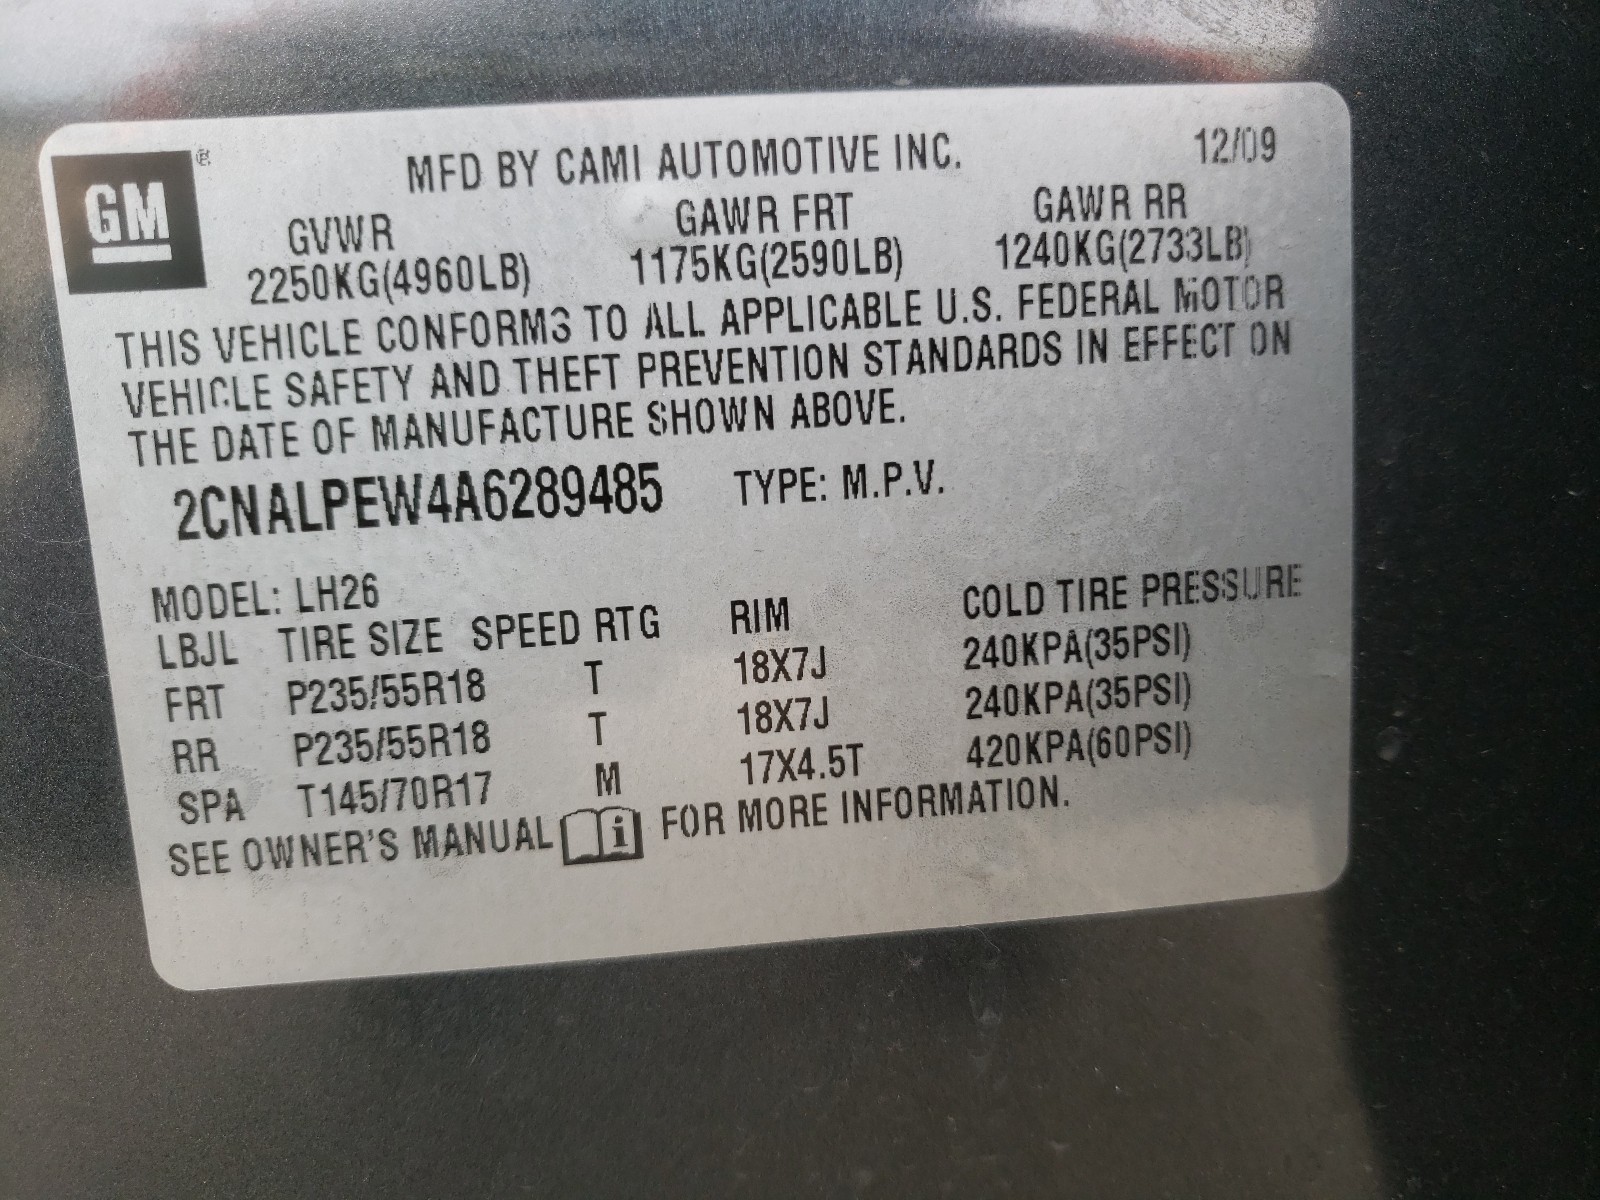 GM ®
MFD BY CAMI AUTOMOTIVE INC. 12/09
GVWR GAWR FRT GAWR RR
2250KG(4960LB) 1175KG(2590LB) 1240KG(2733LB)
THIS VEHICLE CONFORMS TO ALL APPLICABLE U.S. FEDERAL MOTOR
VEHICLE SAFETY AND THEFT PREVENTION STANDARDS IN EFFECT ON
THE DATE OF MANUFACTURE SHOWN ABOVE.
2CNALPEW4A6289485 TYPE: M.P.V.
MODEL: LH26
LBJL TIRE SIZE SPEED RTG RIM COLD TIRE PRESSURE
FRT P235/55R18 T 18X7J 240KPA(35PSI)
RR P235/55R18 T 18X7J 240KPA(35PSI)
SPA T145/70R17 M 17X4.5T 420KPA(60PSI)
SEE OWNER'S MANUAL i FOR MORE INFORMATION.